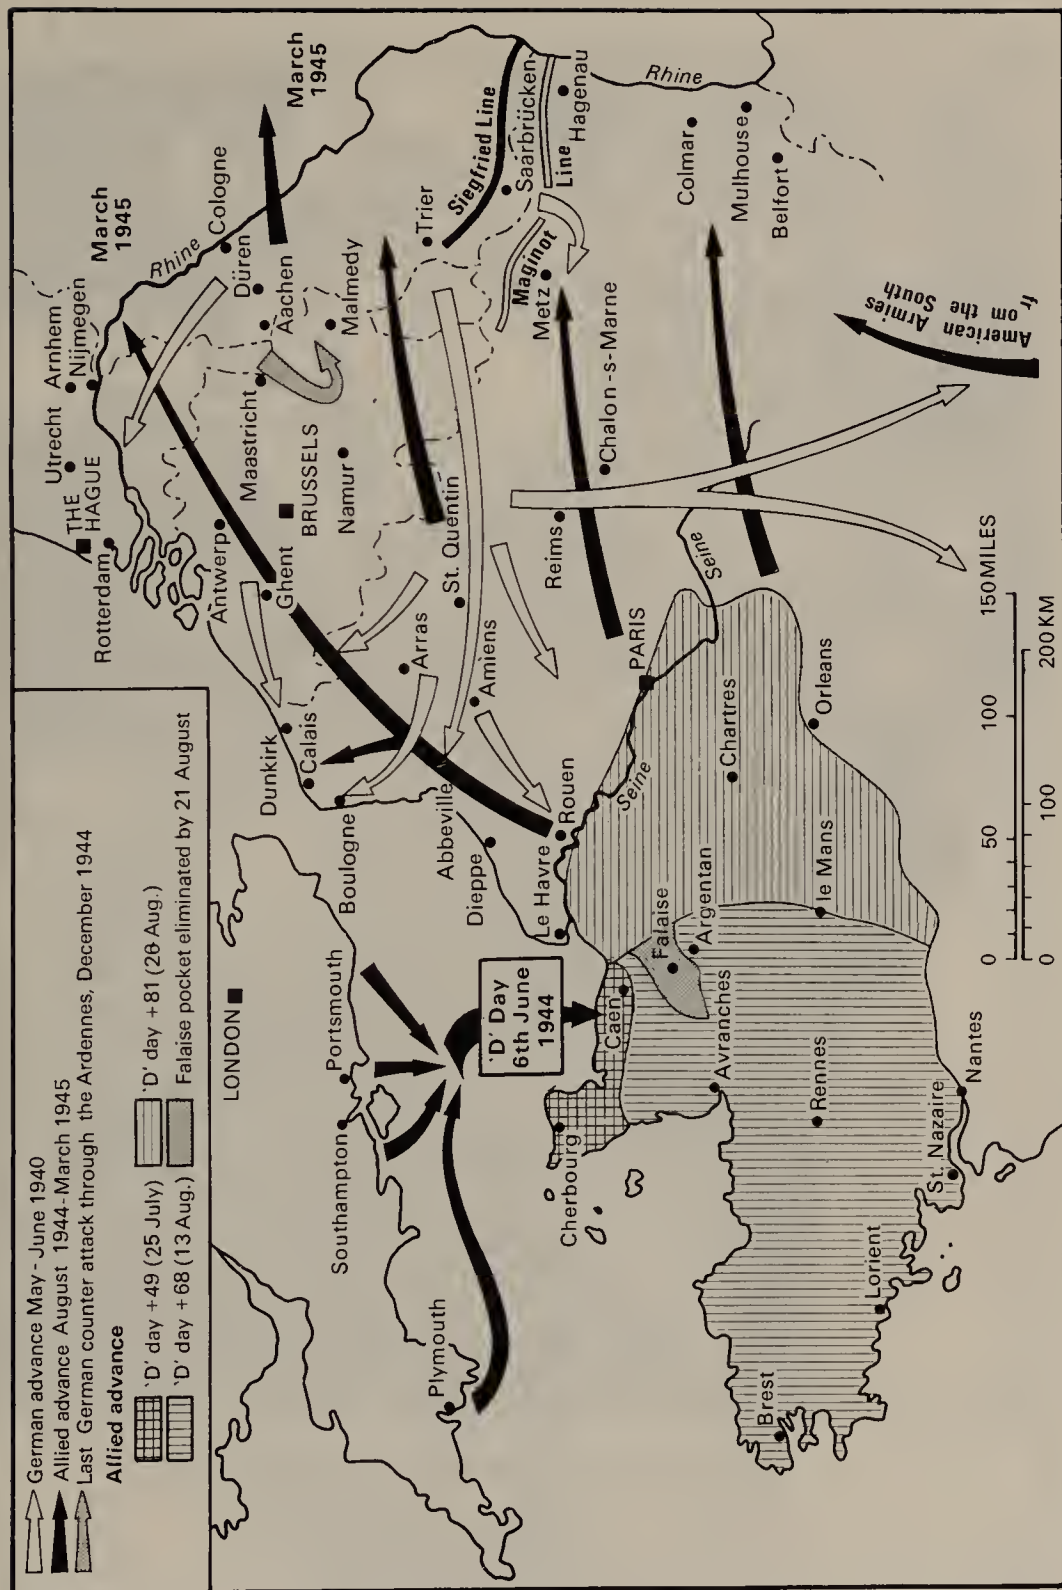 German advance May - June 1940
Allied advance August 1944-March 1945
Last German counter attack through the Ardennes, December 1944
Allied advance
'D' day +49 (25 July)
'D' day +81 (26 Aug.)
'D' day +68 (13 Aug.)
Falaise pocket eliminated by 21 August
LONDON
Portsmouth
Southampton
Plymouth
'D' Day
6th June
1944
Utrecht
Arnhem
Nijmegen
THE
HAGUE
Rotterdam
March
1945
March
1945
Rhine
Cologne
Düren
Aachen
Maastricht
Malmedy
Antwerp
BRUSSELS
Ghent
Namur
Dunkirk
Calais
Boulogne
Arras
St. Quentin
Trier
Siegfried Line
Saarbrücken
Maginot
Line
Hagenau
Rhine
Metz
Abbeville
Amiens
Dieppe
Le Havre
Rouen
Reims
Chalon-s-Marne
Colmar
Mulhouse
Belfort
Seine
PARIS
Seine
Cherbourg
Caen
Falaise
Argentan
Chartres
Orleans
Avranches
le Mans
Rennes
Brest
Lorient
St. Nazaire
Nantes
American Armies
fr om the South
0 50 100 150 MILES
0 100 200 KM